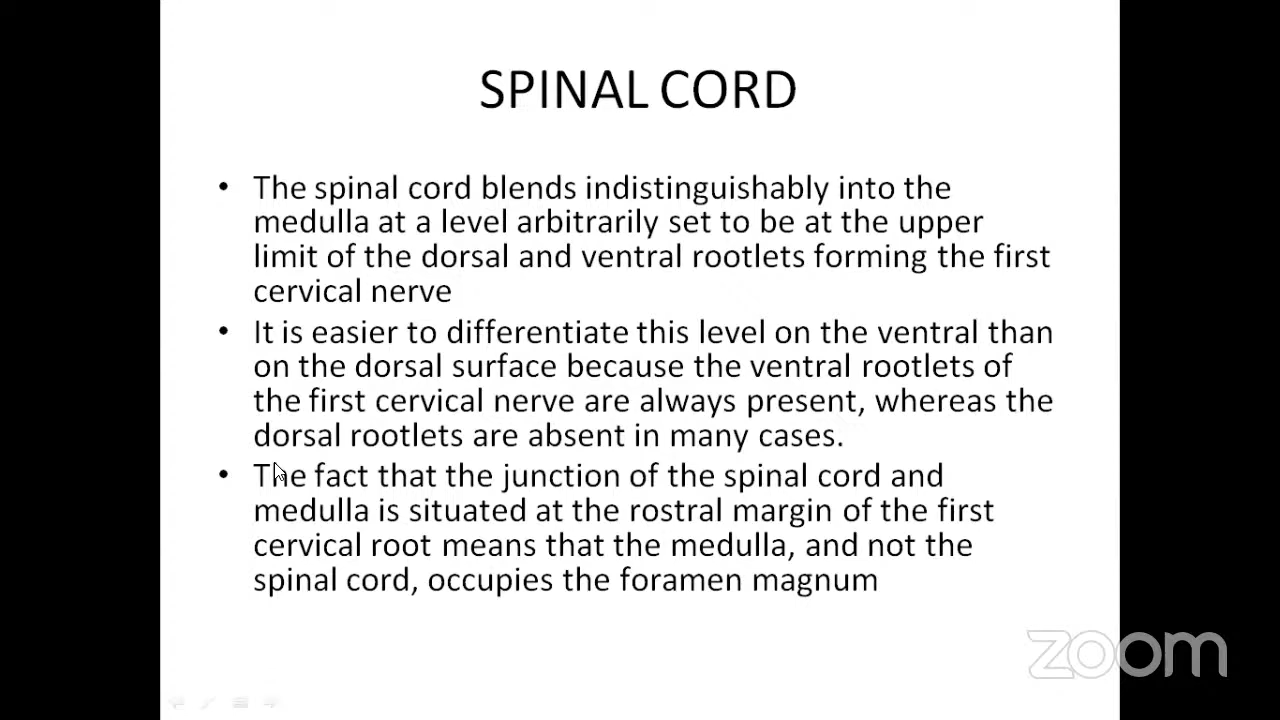 SPINAL CORD
• The spinal cord blends indistinguishably into the
medulla at a level arbitrarily set to be at the upper
limit of the dorsal and ventral rootlets forming the first
cervical nerve
• It is easier to differentiate this level on the ventral than
on the dorsal surface because the ventral rootlets of
the first cervical nerve are always present, whereas the
dorsal rootlets are absent in many cases.
• The fact that the junction of the spinal cord and
medulla is situated at the rostral margin of the first
cervical root means that the medulla, and not the
spinal cord, occupies the foramen magnum
zoom